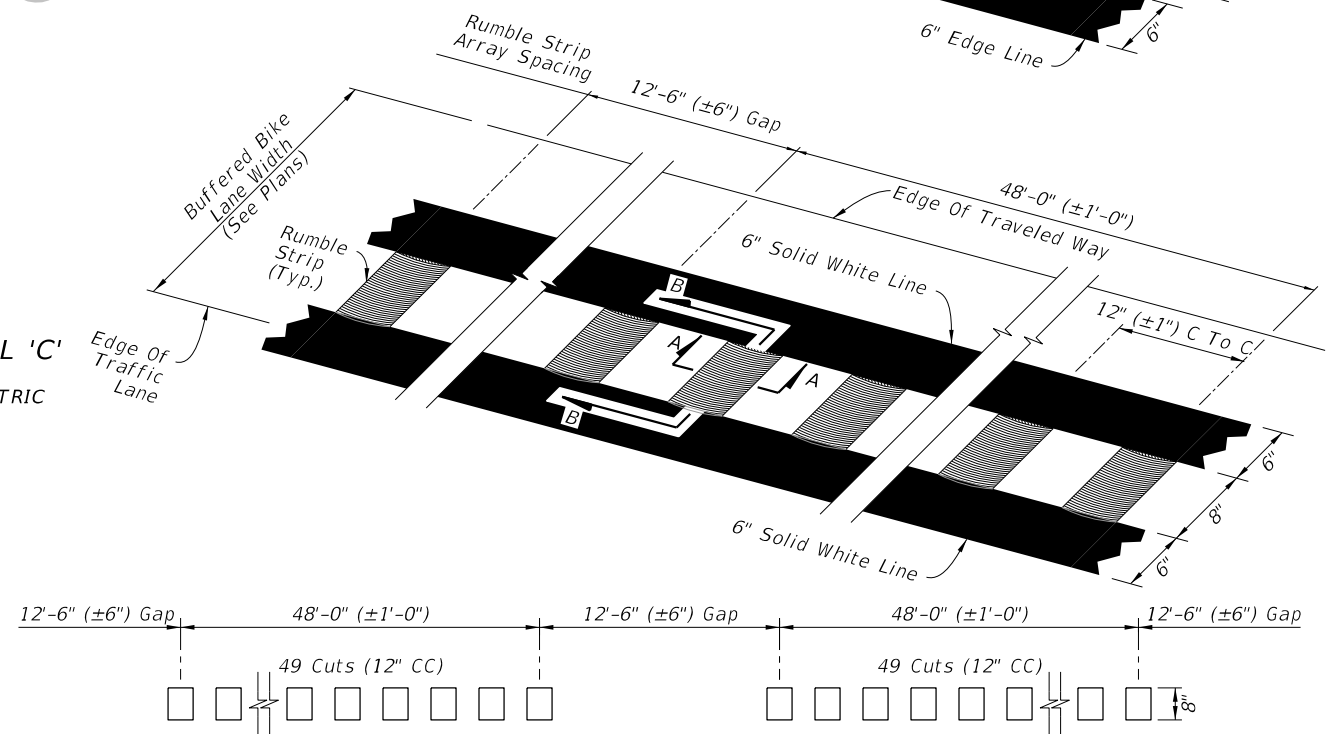 6"
6" Edge Line
Rumble Strip
Array Spacing
12'-6" (±6") Gap
48'-0" (±1'-0")
Buffered Bike
Lane Width
(See Plans)
Edge Of Traveled Way
Rumble
Strip
(Typ.)
6" Solid White Line
B
12" (±1") C To C
L 'C'
Edge Of
Traffic
Lane
A
A
TRIC
B
6"
8"
6"
6" Solid White Line
12'-6" (±6") Gap
48'-0" (±1'-0")
12'-6" (±6") Gap
48'-0" (±1'-0")
12'-6" (±6") Gap
49 Cuts (12" CC)
49 Cuts (12" CC)
8"